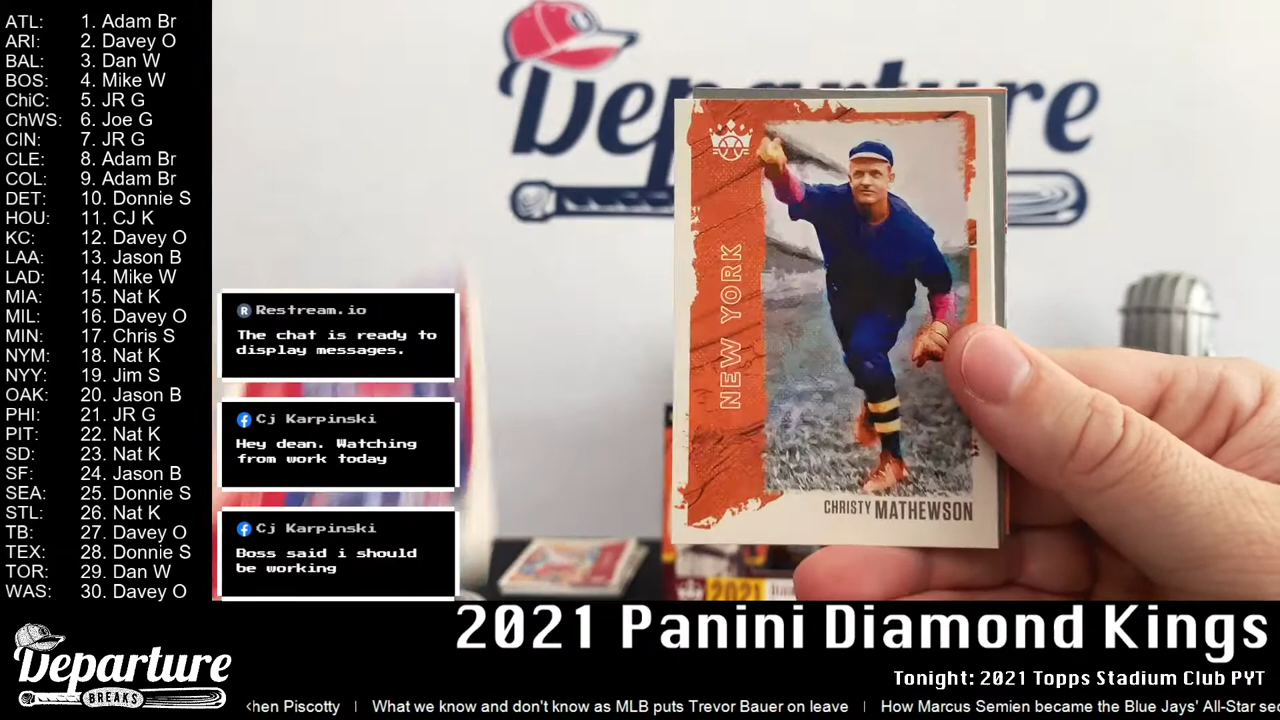 ATL: 1. Adam Br
ARI: 2. Davey O
BAL: 3. Dan W
BOS: 4. Mike W
ChiC: 5. JR G
ChWS: 6. Joe G
CIN: 7. JR G
CLE: 8. Adam Br
COL: 9. Adam Br
DET: 10. Donnie S
HOU: 11. CJ K
KC: 12. Davey O
LAA: 13. Jason B
LAD: 14. Mike W
MIA: 15. Nat K
MIL: 16. Davey O
MIN: 17. Chris S
NYM: 18. Nat K
NYY: 19. Jim S
OAK: 20. Jason B
PHI: 21. JR G
PIT: 22. Nat K
SD: 23. Nat K
SF: 24. Jason B
SEA: 25. Donnie S
STL: 26. Nat K
TB: 27. Davey O
TEX: 28. Donnie S
TOR: 29. Dan W
WAS: 30. Davey O
Departure
R Restream.io
The chat is ready to
display messages.
Cj Karpinski
Hey dean. Watching
from work today
Cj Karpinski
Boss said i should
be working
NEW YORK
CHRISTY MATHEWSON
2021
2021 Panini Diamond Kings
Tonight: 2021 Topps Stadium Club PYT
Departure
BREAKS
hen Piscotty | What we know and don't know as MLB puts Trevor Bauer on leave | How Marcus Semien became the Blue Jays' All-Star